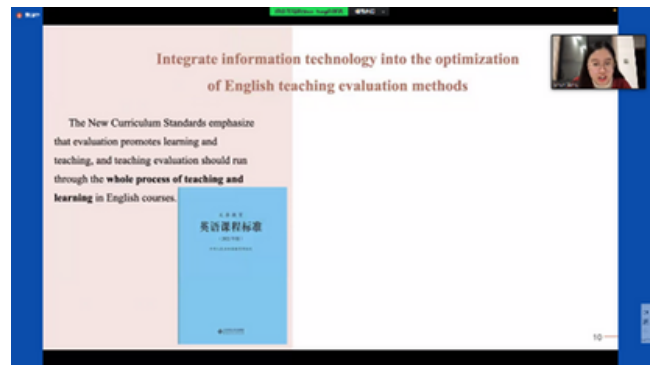 Integrate information technology into the optimization
of English teaching evaluation methods
The New Curriculum Standards emphasize
that evaluation promotes learning and
teaching, and teaching evaluation should run
through the whole process of teaching and
learning in English courses.
英语课程标准
10